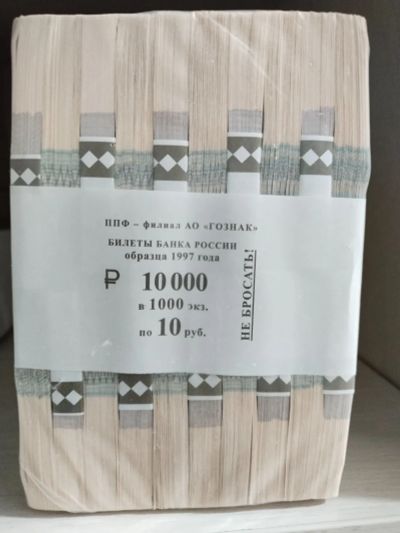 ППФ – филиал АО «ГОЗНАК»
БИЛЕТЫ БАНКА РОССИИ
образца 1997 года
₽ 10 000
в 1000 экз.
по 10 руб.
НЕ БРОСАТЬ!